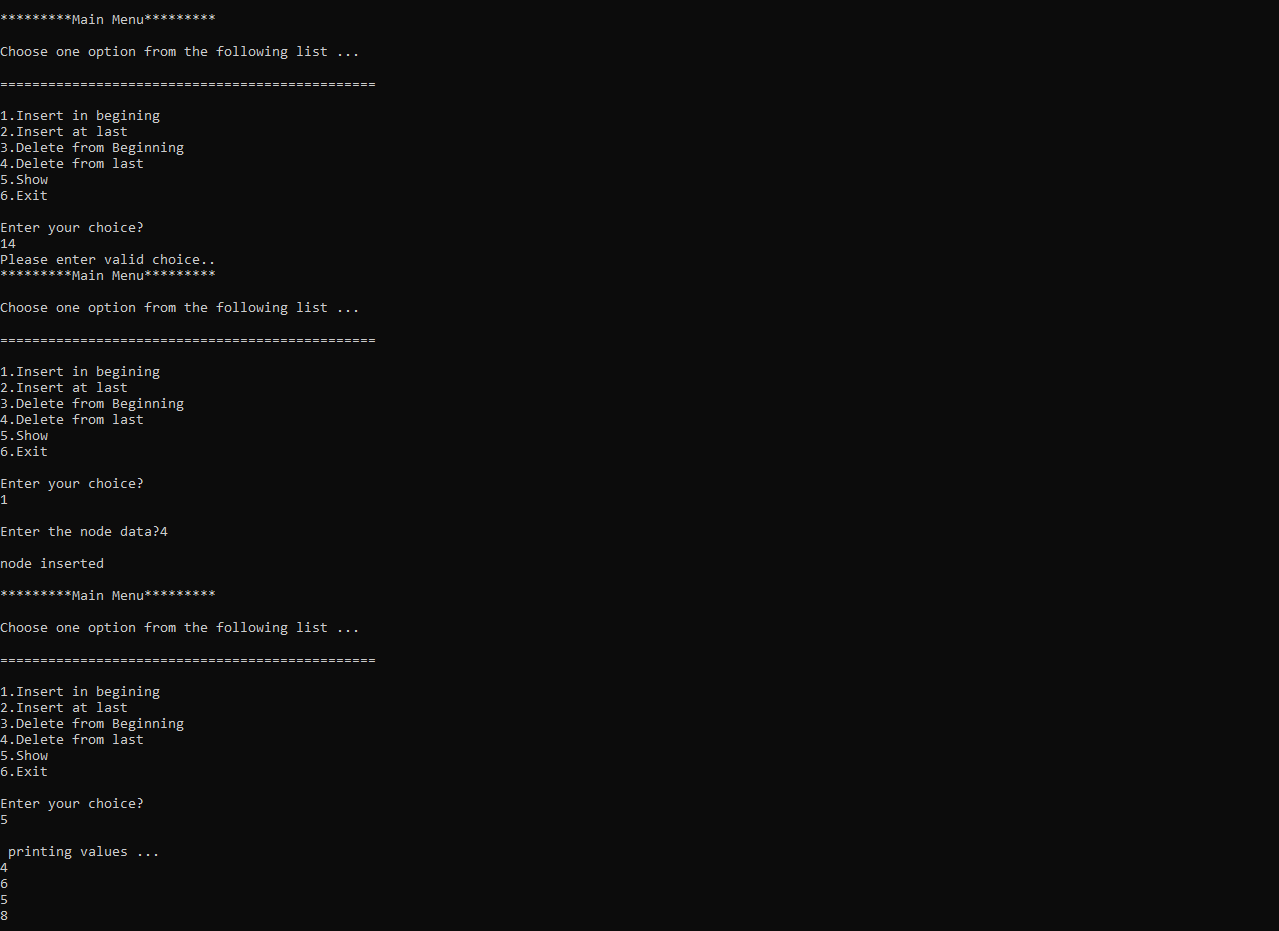 *********Main Menu*********
Choose one option from the following list ...
===============================================
1.Insert in begining
2.Insert at last
3.Delete from Beginning
4.Delete from last
5.Show
6.Exit
Enter your choice?
14
Please enter valid choice..
*********Main Menu*********
Choose one option from the following list ...
===============================================
1.Insert in begining
2.Insert at last
3.Delete from Beginning
4.Delete from last
5.Show
6.Exit
Enter your choice?
1
Enter the node data?4
node inserted
*********Main Menu*********
Choose one option from the following list ...
===============================================
1.Insert in begining
2.Insert at last
3.Delete from Beginning
4.Delete from last
5.Show
6.Exit
Enter your choice?
5
printing values ...
4
6
5
8